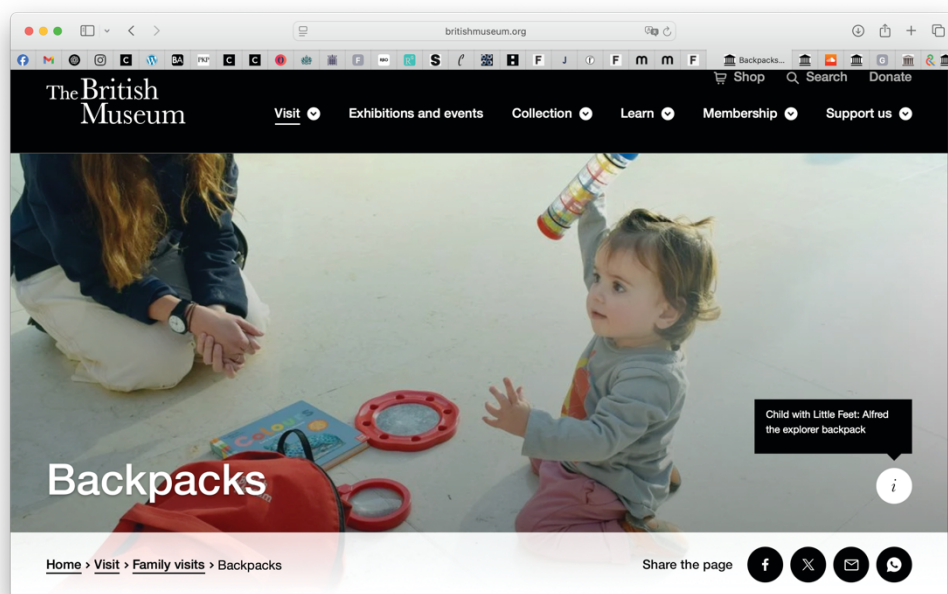 britishmuseum.org
Backpacks...
Shop
Search
Donate
The British
Museum
Visit
Exhibitions and events
Collection
Learn
Membership
Support us
Child with Little Feet: Alfred
the explorer backpack
Colours
Backpacks
i
Home › Visit › Family visits › Backpacks
Share the page